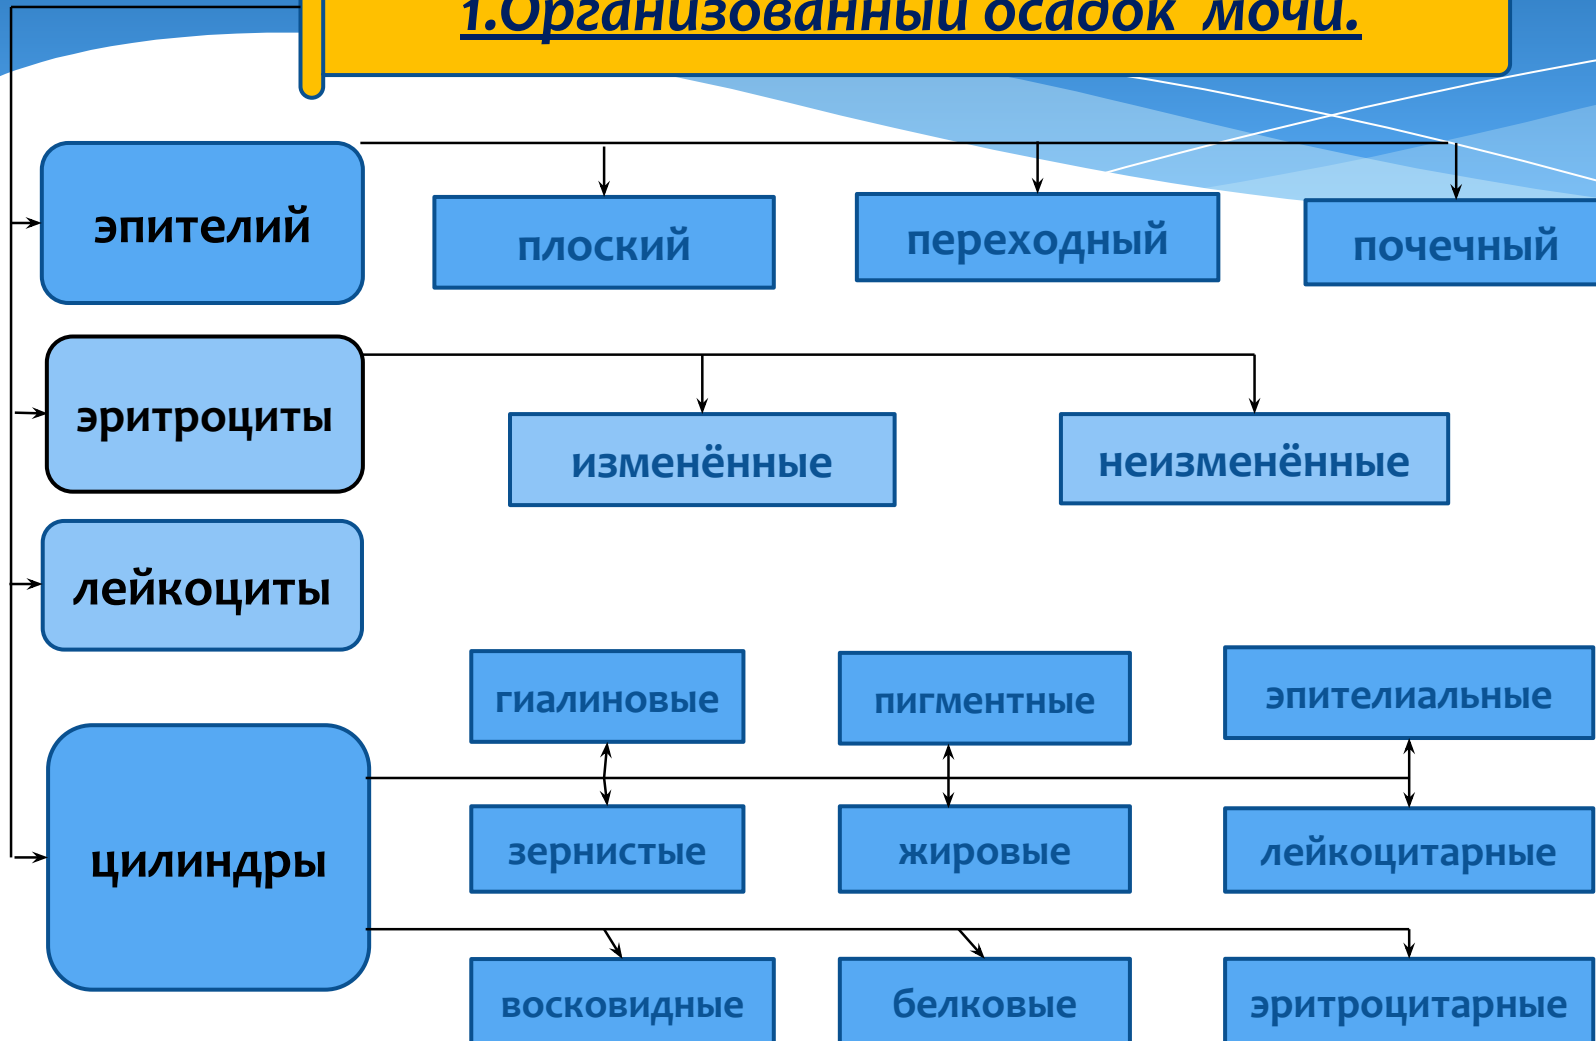 1.Организованный осадок мочи.
эпителий
плоский
переходный
почечный
эритроциты
изменённые
неизменённые
лейкоциты
цилиндры
гиалиновые
пигментные
эпителиальные
зернистые
жировые
лейкоцитарные
восковидные
белковые
эритроцитарные